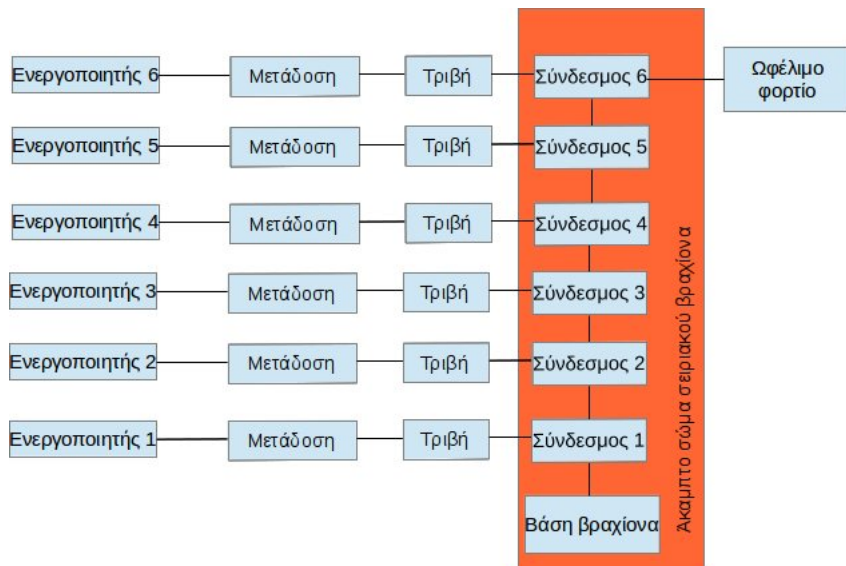 Ενεργοποιητής 6
Μετάδοση
Τριβή
Σύνδεσμος 6
Ωφέλιμο
φορτίο
Ενεργοποιητής 5
Μετάδοση
Τριβή
Σύνδεσμος 5
Ενεργοποιητής 4
Μετάδοση
Τριβή
Σύνδεσμος 4
Ενεργοποιητής 3
Μετάδοση
Τριβή
Σύνδεσμος 3
Ενεργοποιητής 2
Μετάδοση
Τριβή
Σύνδεσμος 2
Ενεργοποιητής 1
Μετάδοση
Τριβή
Σύνδεσμος 1
Βάση βραχίονα
Άκαμπτο σώμα σειριακού βραχίονα